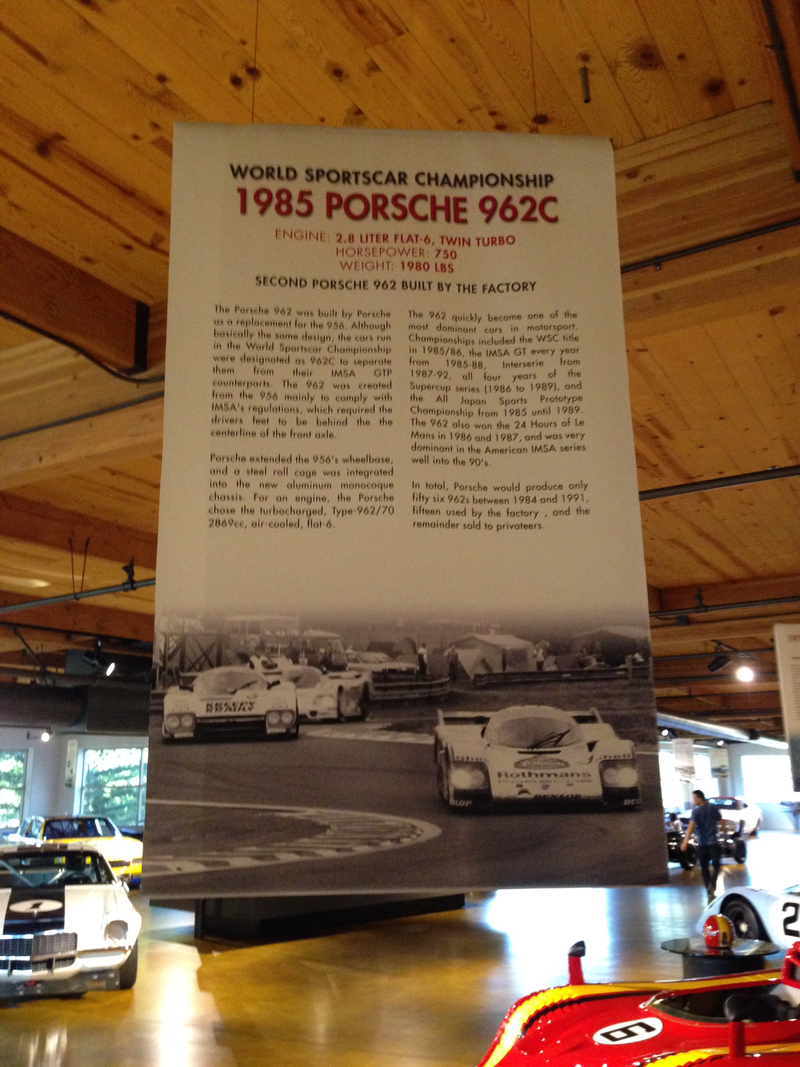 WORLD SPORTSCAR CHAMPIONSHIP
1985 PORSCHE 962C
ENGINE: 2.8 LITER FLAT-6, TWIN TURBO
HORSEPOWER: 750
WEIGHT: 1980 LBS
SECOND PORSCHE 962 BUILT BY THE FACTORY
The Porsche 962 was built by Porsche
as a replacement for the 956. Although
basically the same design, the cars run
in the World Sportscar Championship
were designated as 962C to separate
them from their IMSA GTP
counterparts. The 962 was created
from the 956 mainly to comply with
IMSA's regulations, which required the
drivers feet to be behind the the
centerline of the front axle.
Porsche extended the 956's wheelbase,
and a steel roll cage was integrated
into the new aluminum monocoque
chassis. For an engine, the Porsche
chose the turbocharged, Type-962/70
2869cc, air-cooled, flat-6.
The 962 quickly became one of the
most dominant cars in motorsport.
Championships included the WSC title
in 1985/86, the IMSA GT every year
from 1985-88, Interserie from
1987-92, all four years of the
Supercup series (1986 to 1989), and
the All Japan Sports Prototype
Championship from 1985 until 1989.
The 962 also won the 24 Hours of Le
Mans in 1986 and 1987, and was very
dominant in the American IMSA series
well into the 90's.
In total, Porsche would produce only
fifty six 962s between 1984 and 1991,
fifteen used by the factory , and the
remainder sold to privateers.
Rothmans
PORSCHE
DUNLOP
Shell
1
2
6